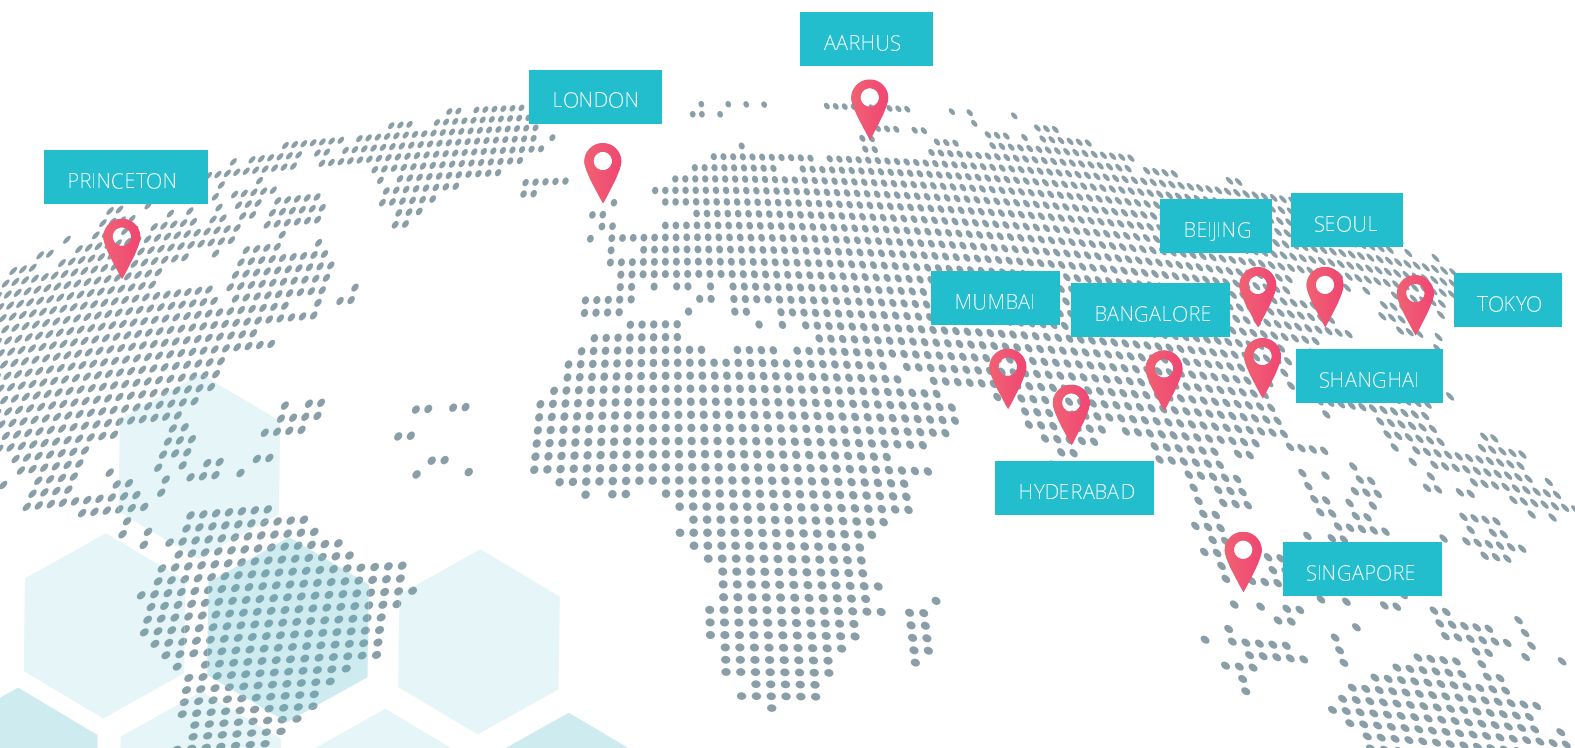 AARHUS
LONDON
PRINCETON
BEIJING
SEOUL
MUMBAI
BANGALORE
TOKYO
SHANGHAI
HYDERABAD
SINGAPORE